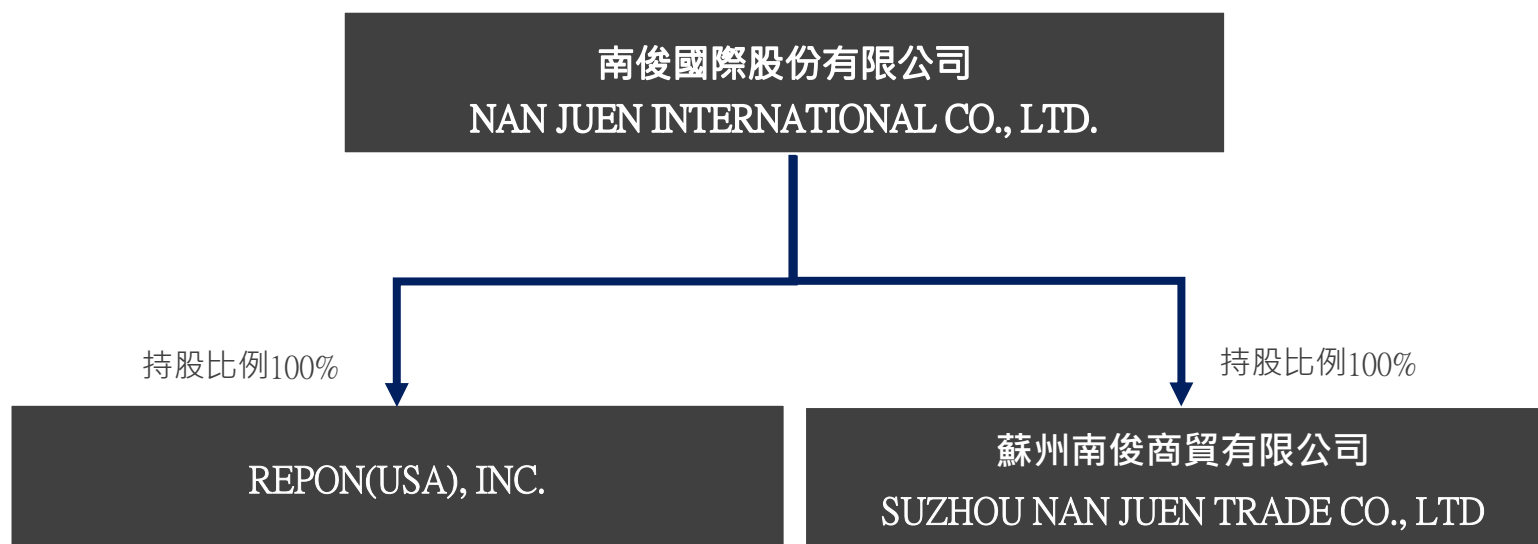 南俊國際股份有限公司
NAN JUEN INTERNATIONAL CO., LTD.
持股比例100%
持股比例100%
REPON(USA), INC.
蘇州南俊商貿有限公司
SUZHOU NAN JUEN TRADE CO., LTD